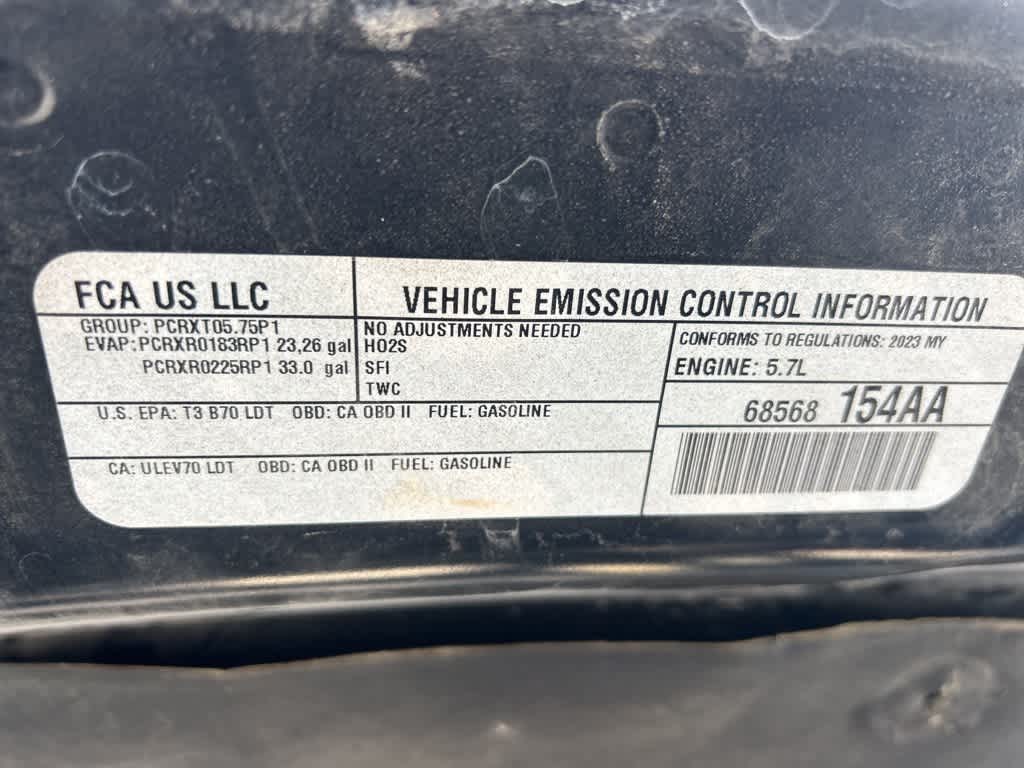 FCA US LLC
VEHICLE EMISSION CONTROL INFORMATION
GROUP: PCRXT05.75P1
EVAP: PCRXR0183RP1 23,26 gal
PCRXR0225RP1 33.0 gal
NO ADJUSTMENTS NEEDED
HO2S
SFI
TWC
CONFORMS TO REGULATIONS: 2023 MY
ENGINE: 5.7L
68568 154AA
U.S. EPA: T3 B70 LDT OBD: CA OBD II FUEL: GASOLINE
CA: ULEV70 LDT OBD: CA OBD II FUEL: GASOLINE